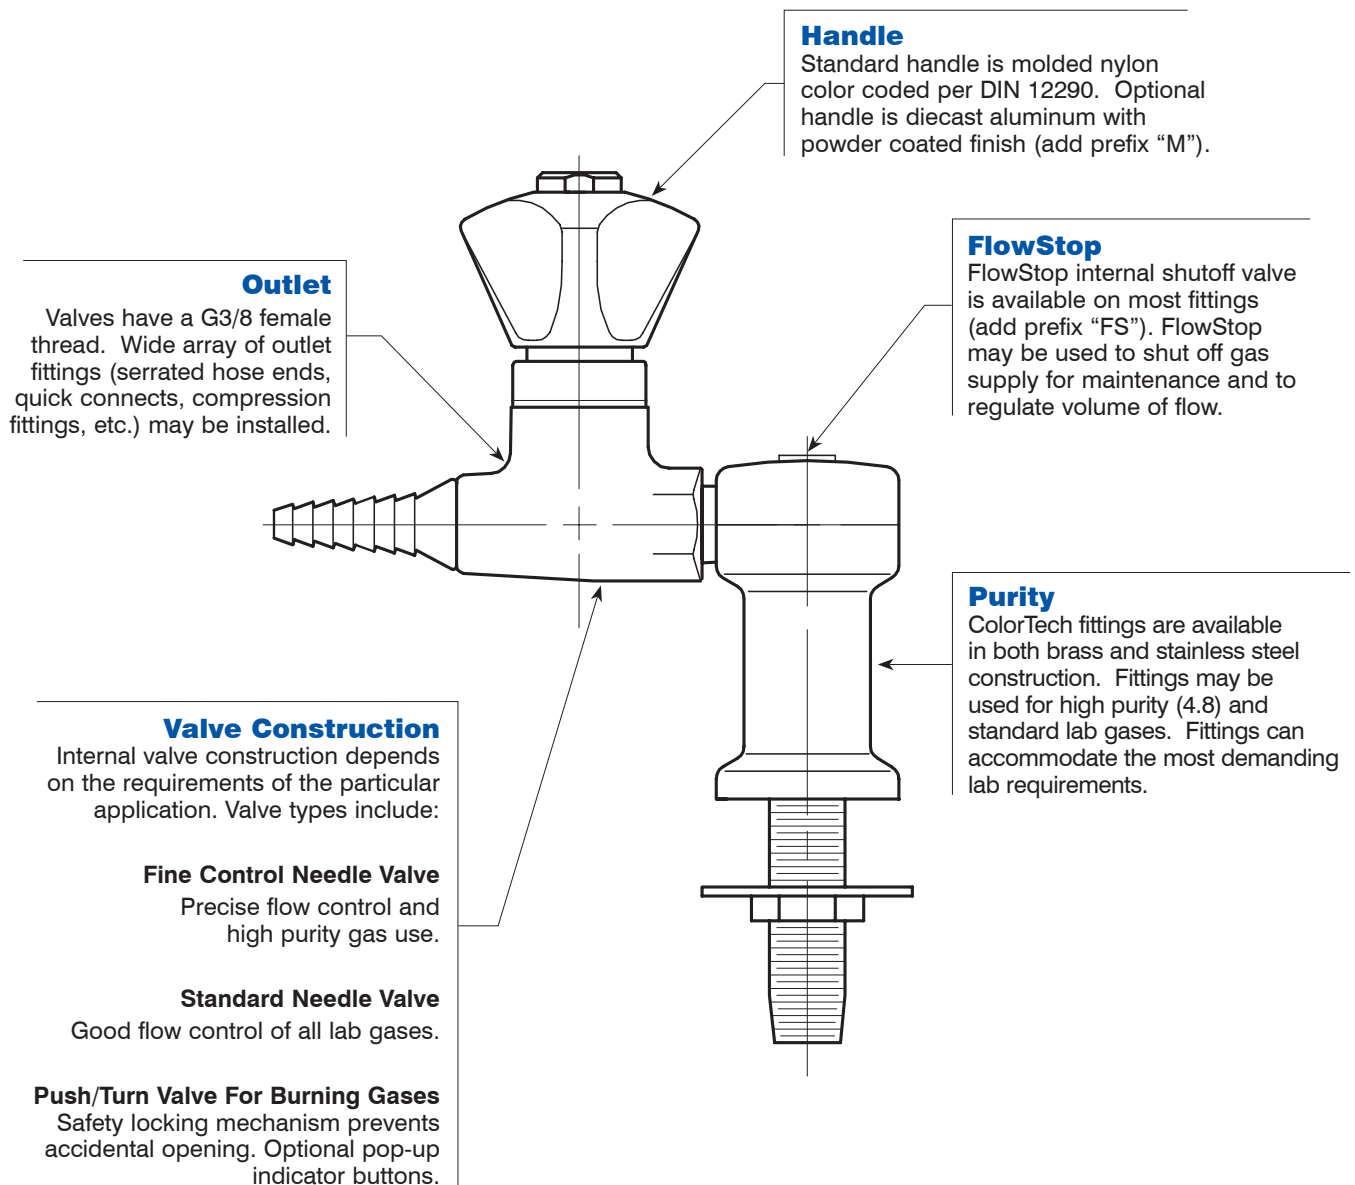 Handle
Standard handle is molded nylon
color coded per DIN 12290. Optional
handle is diecast aluminum with
powder coated finish (add prefix “M”).
FlowStop
FlowStop internal shutoff valve
is available on most fittings
(add prefix “FS”). FlowStop
may be used to shut off gas
supply for maintenance and to
regulate volume of flow.
Outlet
Valves have a G3/8 female
thread. Wide array of outlet
fittings (serrated hose ends,
quick connects, compression
fittings, etc.) may be installed.
Purity
ColorTech fittings are available
in both brass and stainless steel
construction. Fittings may be
used for high purity (4.8) and
standard lab gases. Fittings can
accommodate the most demanding
lab requirements.
Valve Construction
Internal valve construction depends
on the requirements of the particular
application. Valve types include:
Fine Control Needle Valve
Precise flow control and
high purity gas use.
Standard Needle Valve
Good flow control of all lab gases.
Push/Turn Valve For Burning Gases
Safety locking mechanism prevents
accidental opening. Optional pop-up
indicator buttons.